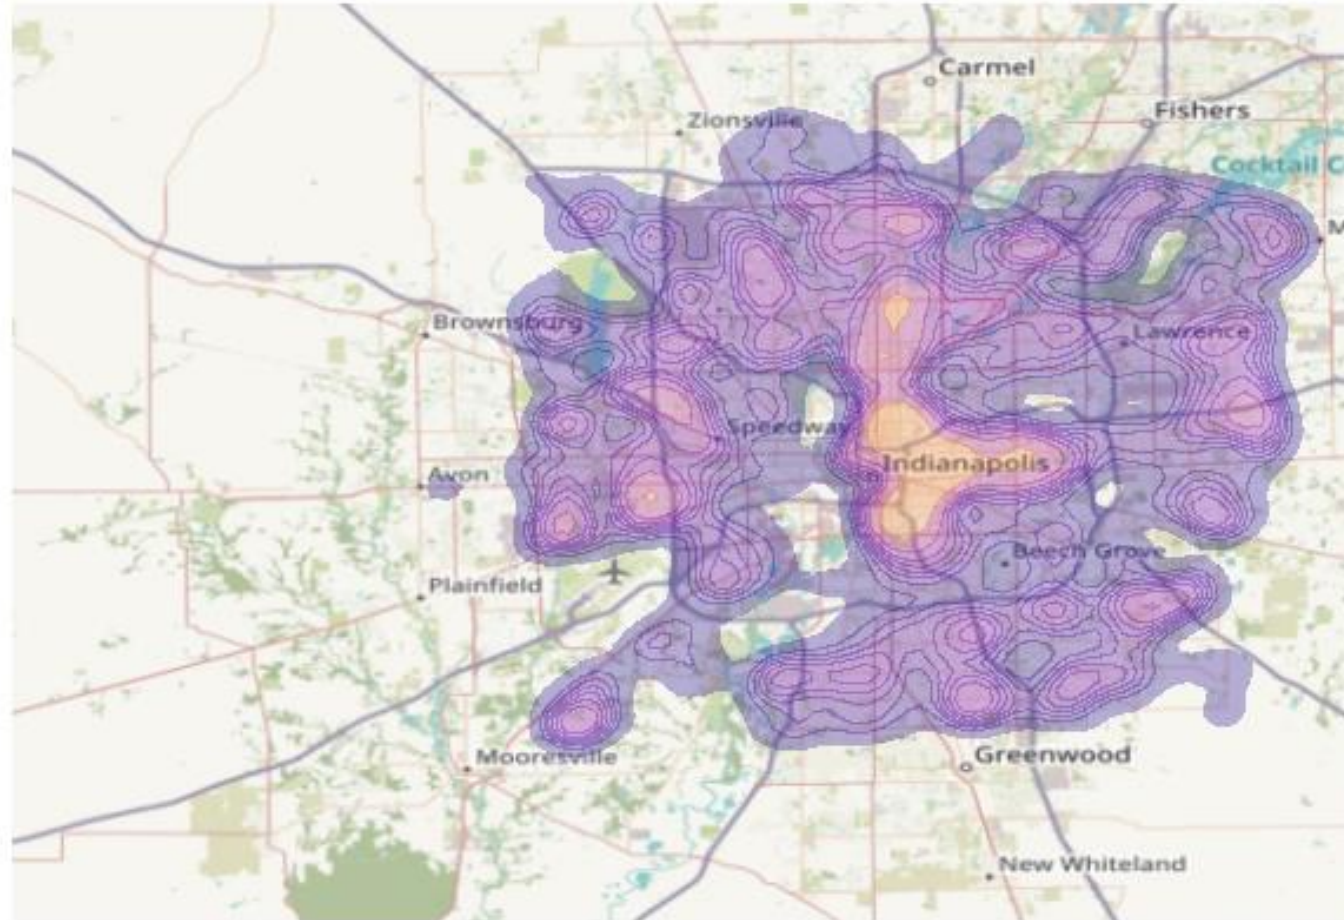 Carmel
Fishers
Zionsville
Cocktail C
M
Brownsburg
Lawrence
Speedway
Indianapolis
Avon
Beech Grove
Plainfield
Mooresville
Greenwood
New Whiteland